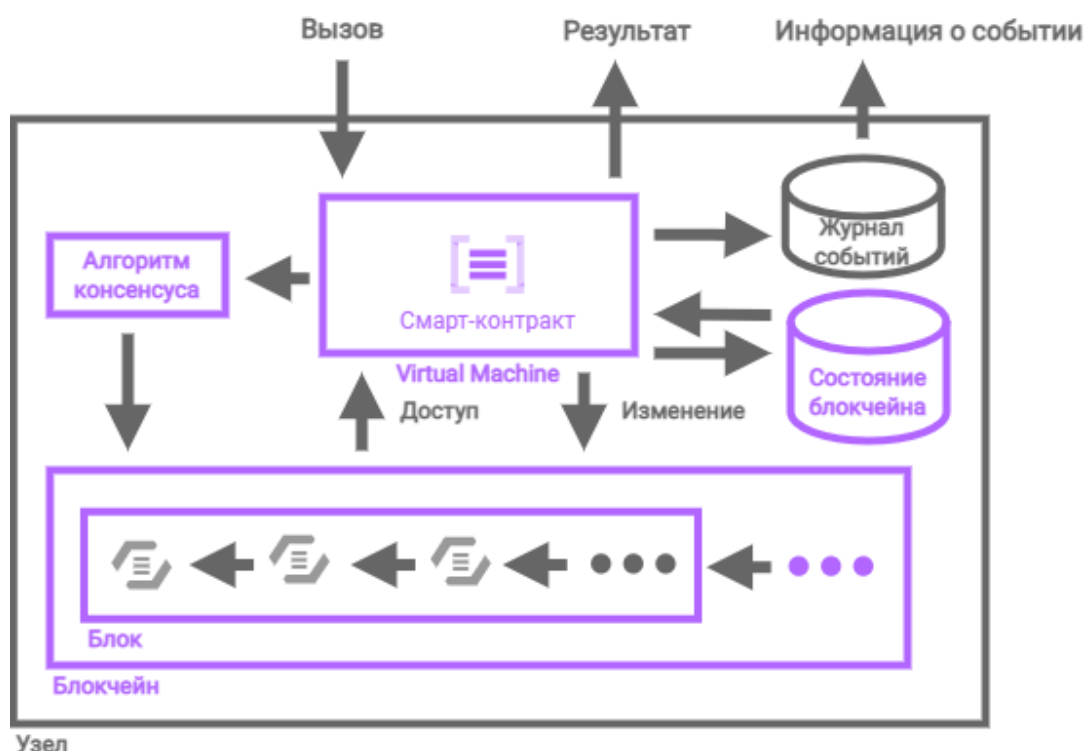 Вызов
Результат
Информация о событии
Журнал
событий
Алгоритм
консенсуса
Смарт-контракт
Virtual Machine
Состояние
блокчейна
Доступ
Изменение
Блок
Блокчейн
Узел